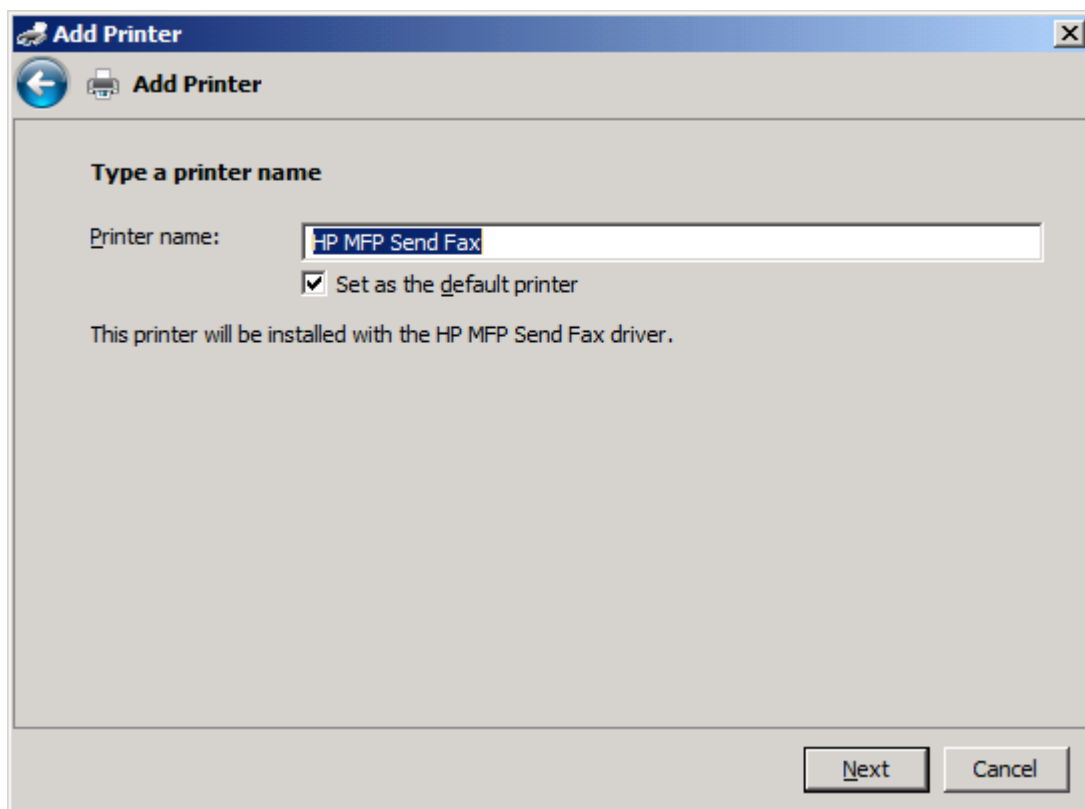 Add Printer
Add Printer
Type a printer name
Printer name:
HP MFP Send Fax
Set as the default printer
This printer will be installed with the HP MFP Send Fax driver.
Next
Cancel